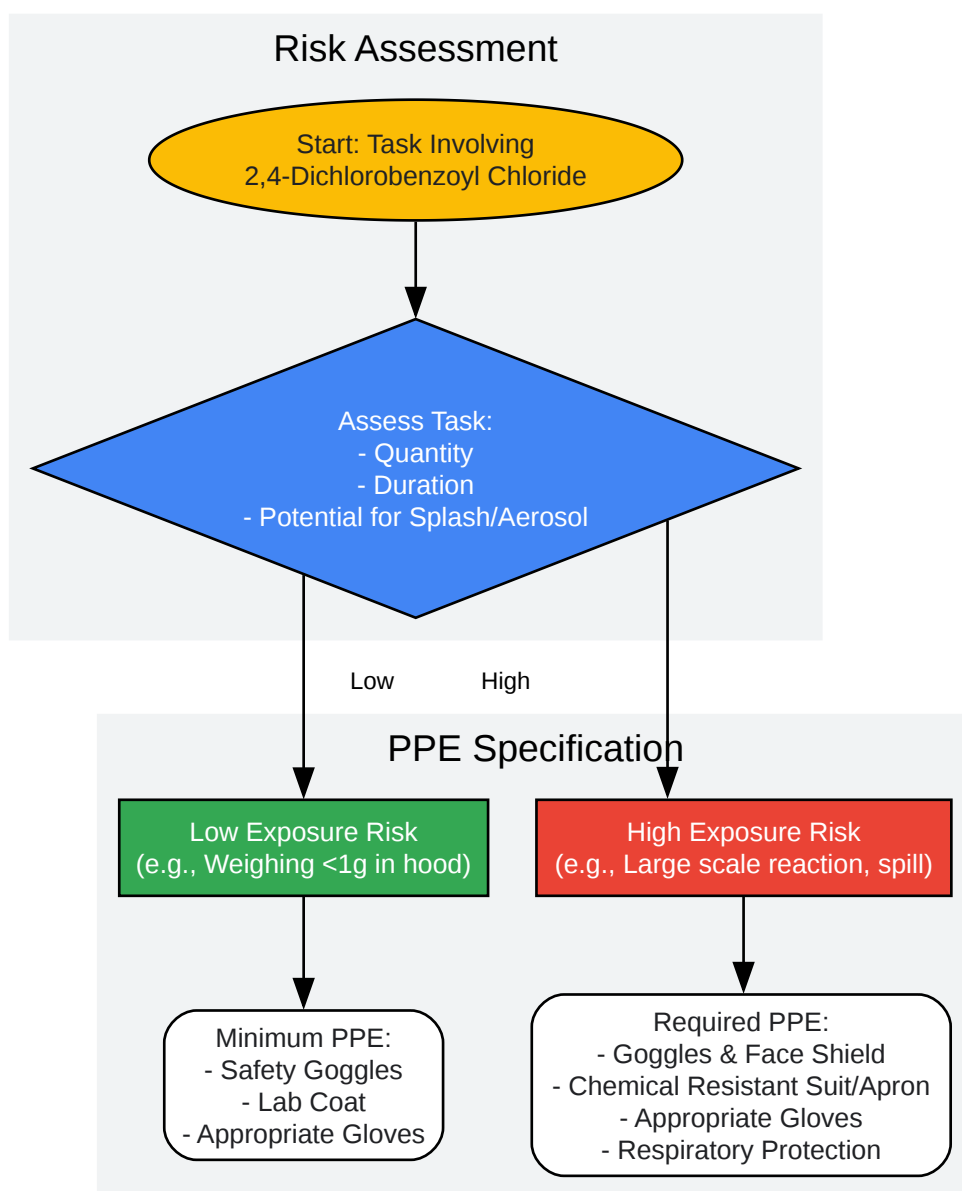 Risk Assessment
Start: Task Involving
2,4-Dichlorobenzoyl Chloride
Assess Task:
- Quantity
- Duration
- Potential for Splash/Aerosol
Low
High
PPE Specification
Low Exposure Risk
(e.g., Weighing <1g in hood)
High Exposure Risk
(e.g., Large scale reaction, spill)
Minimum PPE:
- Safety Goggles
- Lab Coat
- Appropriate Gloves
Required PPE:
- Goggles & Face Shield
- Chemical Resistant Suit/Apron
- Appropriate Gloves
- Respiratory Protection